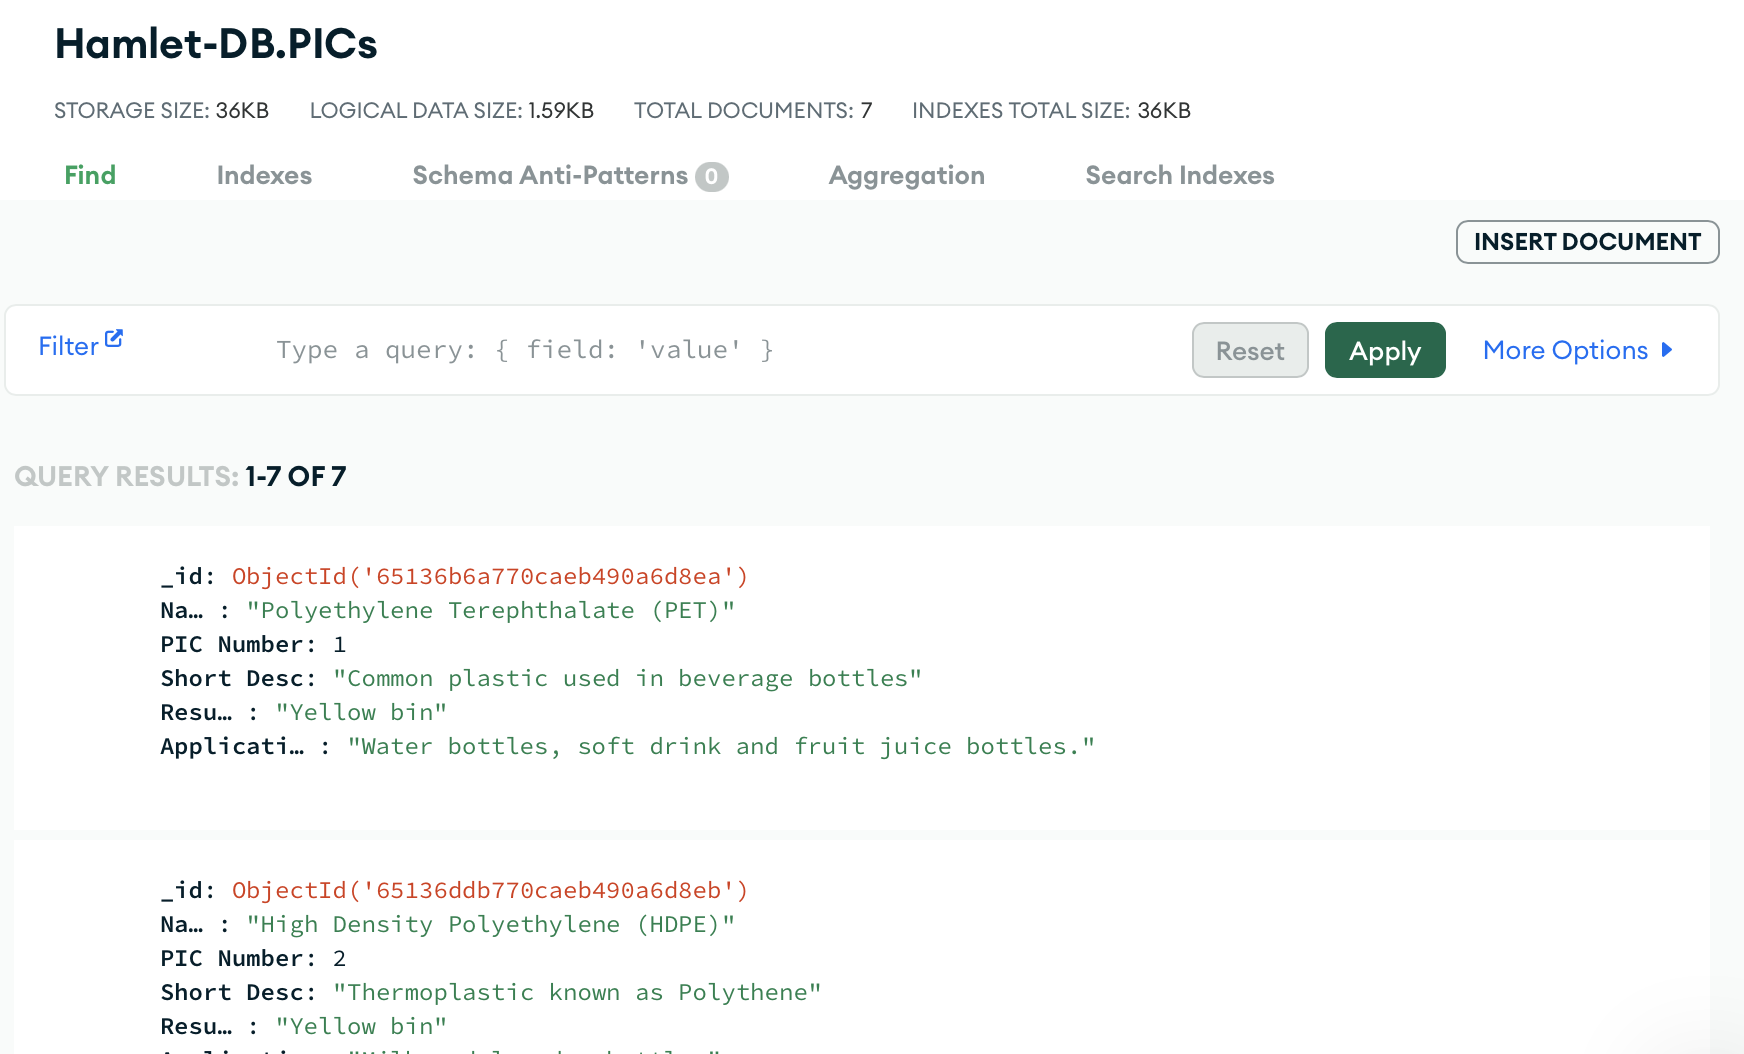 Hamlet-DB.PICs
STORAGE SIZE: 36KB LOGICAL DATA SIZE: 1.59KB TOTAL DOCUMENTS: 7 INDEXES TOTAL SIZE: 36KB
Find Indexes Schema Anti-Patterns 0 Aggregation Search Indexes
INSERT DOCUMENT
Filter Type a query: { field: 'value' } Reset Apply More Options
QUERY RESULTS: 1-7 OF 7
_id: ObjectId('65136b6a770caeb490a6d8ea')
Na… : "Polyethylene Terephthalate (PET)"
PIC Number: 1
Short Desc: "Common plastic used in beverage bottles"
Resu… : "Yellow bin"
Applicati… : "Water bottles, soft drink and fruit juice bottles."
_id: ObjectId('65136ddb770caeb490a6d8eb')
Na… : "High Density Polyethylene (HDPE)"
PIC Number: 2
Short Desc: "Thermoplastic known as Polythene"
Resu… : "Yellow bin"